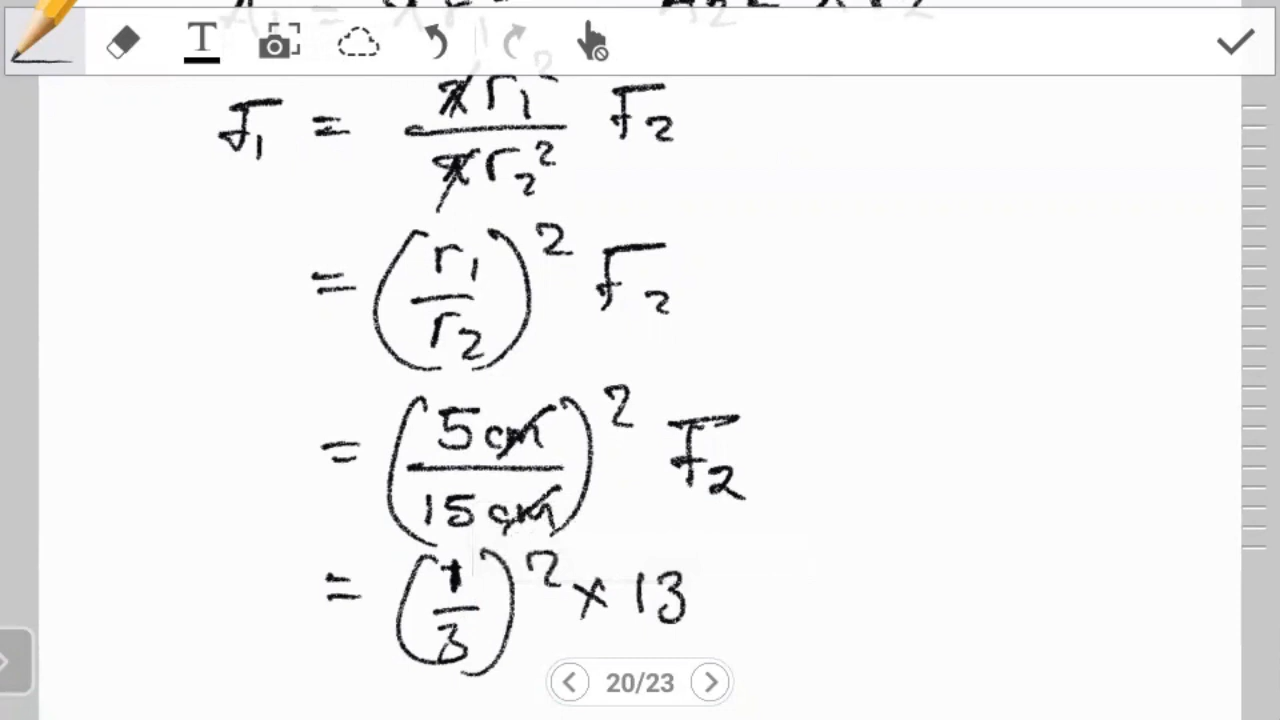 T
F₁ = πr₁²/πr₂² F₂
= (r₁/r₂)² F₂
= (5cm/15cm)² F₂
= (1/3)² × 13
20/23